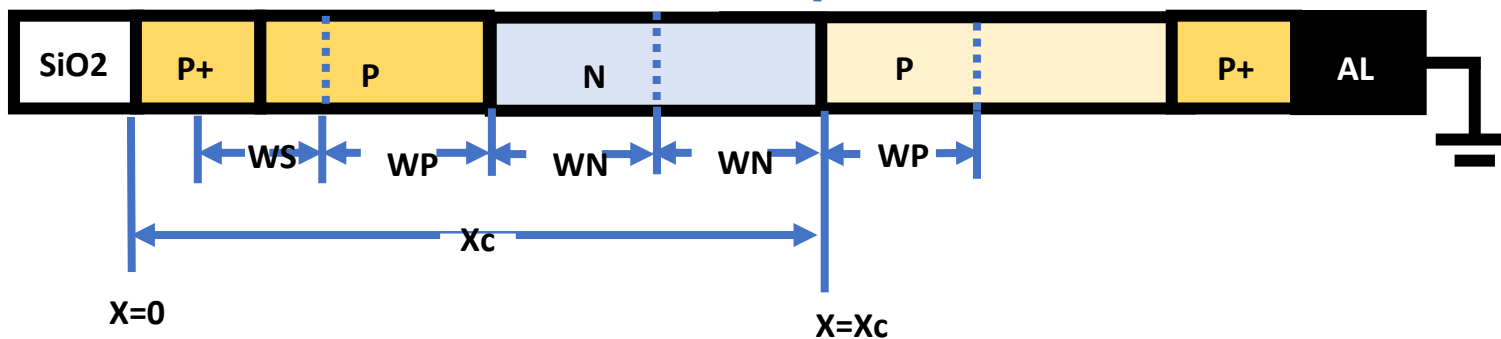 SiO2 P+ P N P P+ AL
WS WP WN WN WP
Xc
X=0 X=Xc